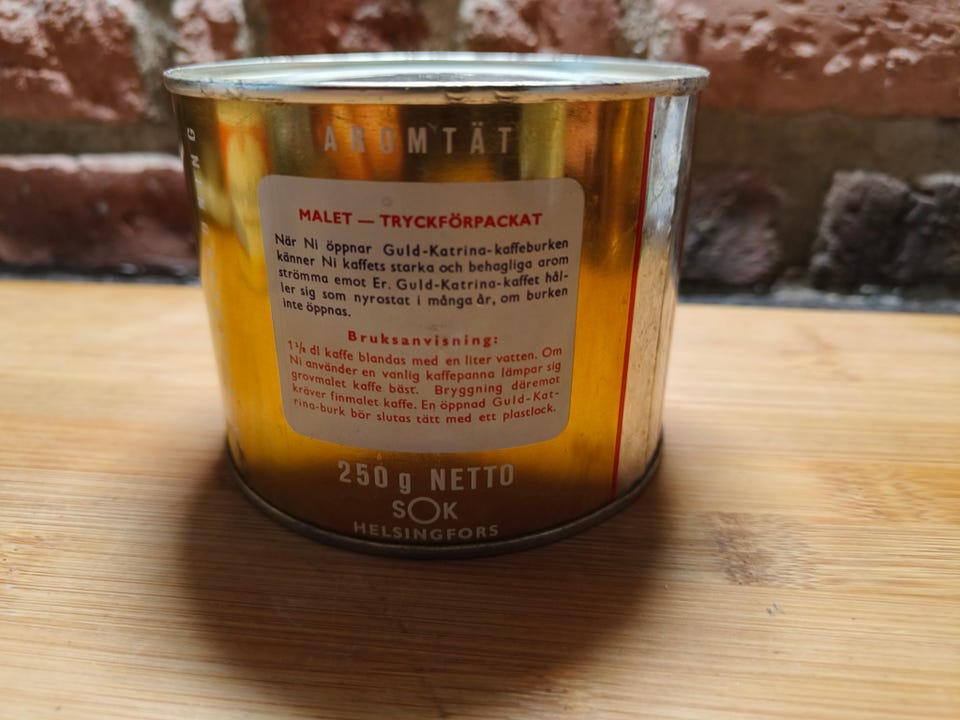 AROMTÄT
MALET — TRYCKFÖRPACKAT
När Ni öppnar Guld-Katrina-kaffeburken
känner Ni kaffets starka och behagliga arom
strömma emot Er. Guld-Katrina-kaffet hål-
ler sig som nyrostat i många år, om burken
inte öppnas.
Bruksanvisning:
1½ dl kaffe blandas med en liter vatten. Om
Ni använder en vanlig kaffepanna lämpar sig
grovmalet kaffe bäst. Bryggning däremot
kräver finmalet kaffe. En öppnad Guld-Kat-
rina-burk bör slutas tätt med ett plastlock.
250 g NETTO
SOK
HELSINGFORS